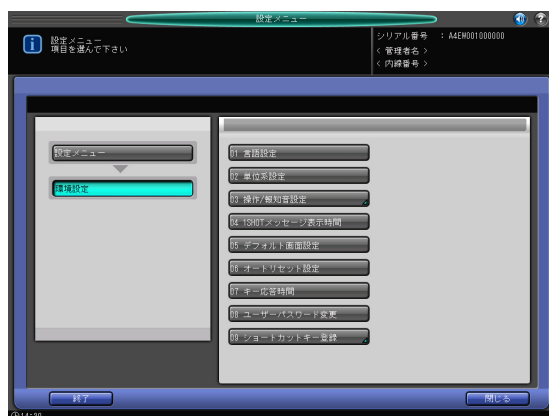 設定メニュー
設定メニュー
項目を選んで下さい
シリアル番号 : A4EW001000000
< 管理者名 >
< 内線番号 >
設定メニュー
環境設定
01 言語設定
02 単位系設定
03 操作/報知音設定
04 1SHOTメッセージ表示時間
05 デフォルト画面設定
06 オートリセット設定
07 キー応答時間
08 ユーザーパスワード変更
09 ショートカットキー登録
終了
閉じる